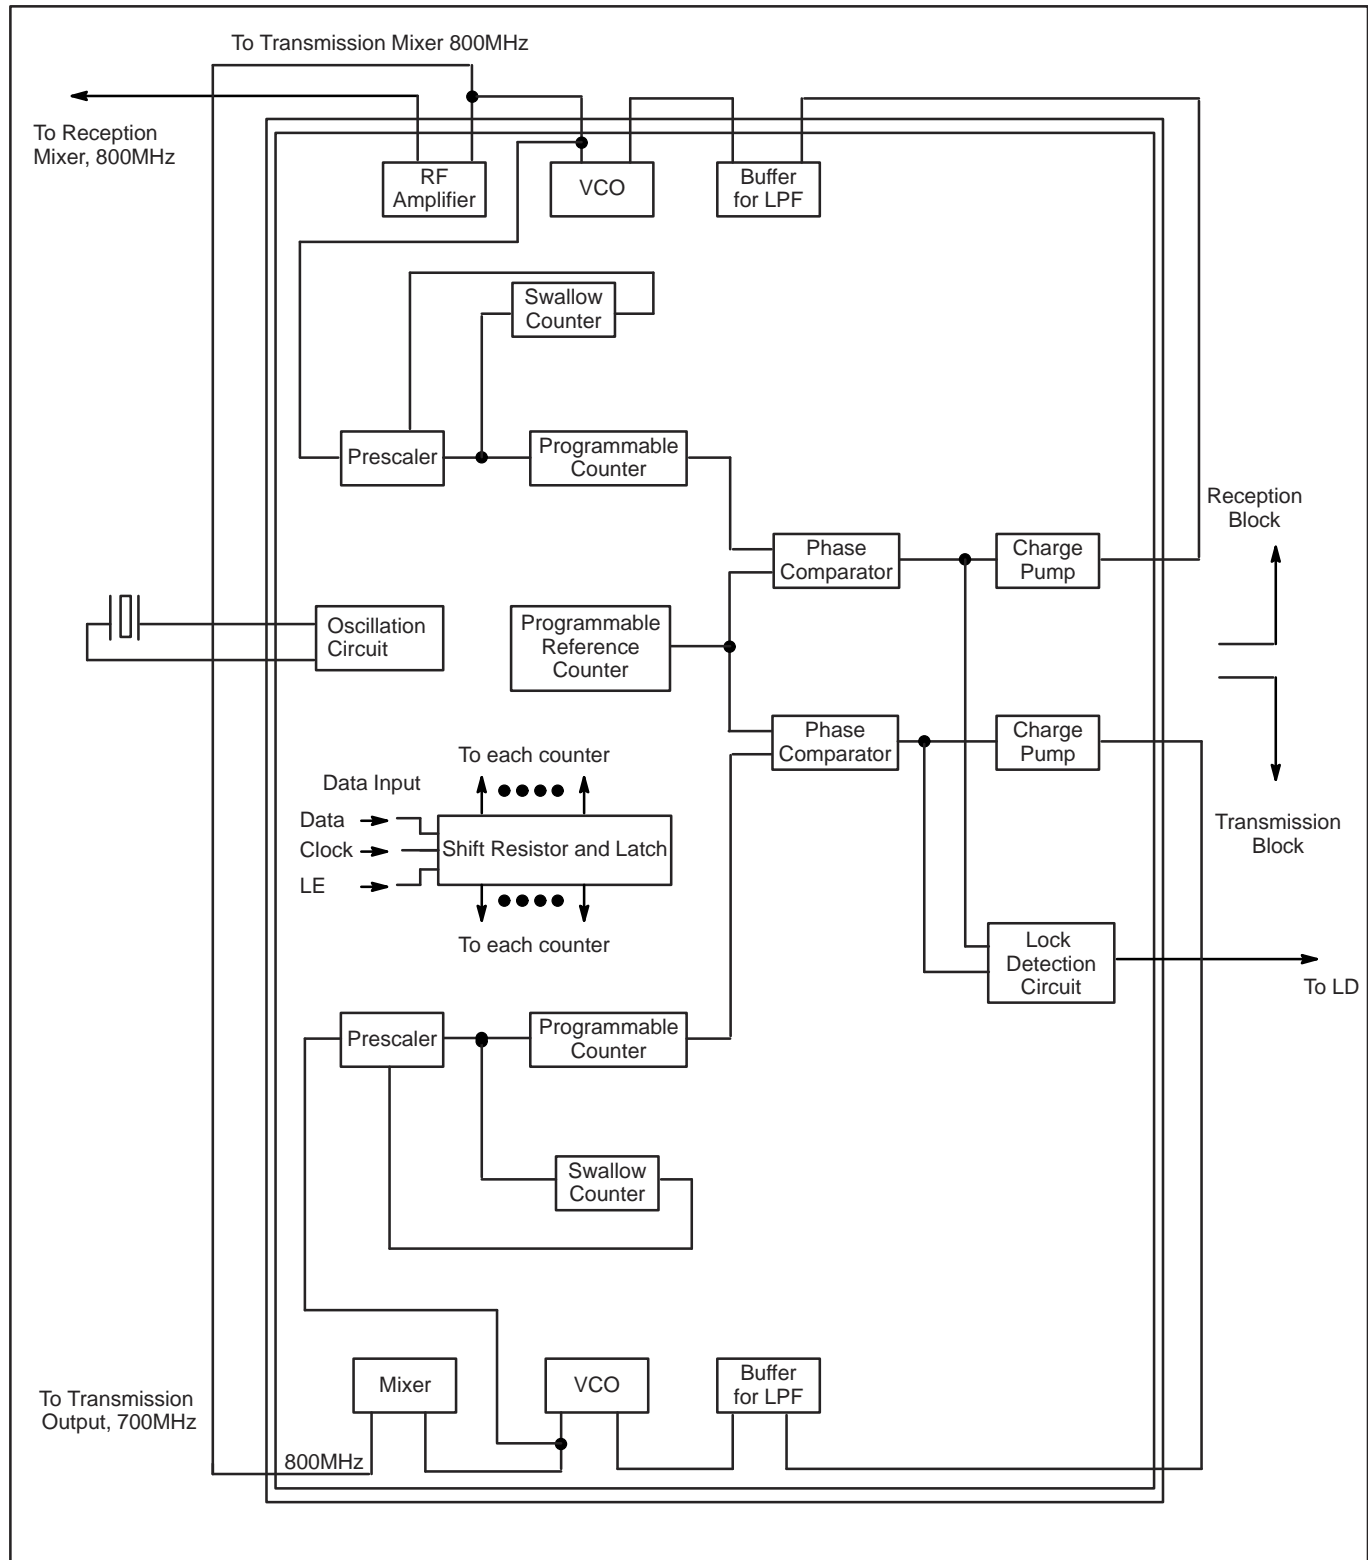 To Transmission Mixer 800MHz
To Reception
Mixer, 800MHz
RF
Amplifier
VCO
Buffer
for LPF
Swallow
Counter
Prescaler
Programmable
Counter
Reception
Block
Phase
Comparator
Charge
Pump
Oscillation
Circuit
Programmable
Reference
Counter
Phase
Comparator
Charge
Pump
To each counter
Data Input
Data
Clock
LE
Shift Resistor and Latch
To each counter
Transmission
Block
Lock
Detection
Circuit
To LD
Prescaler
Programmable
Counter
Swallow
Counter
Mixer
VCO
Buffer
for LPF
To Transmission
Output, 700MHz
800MHz